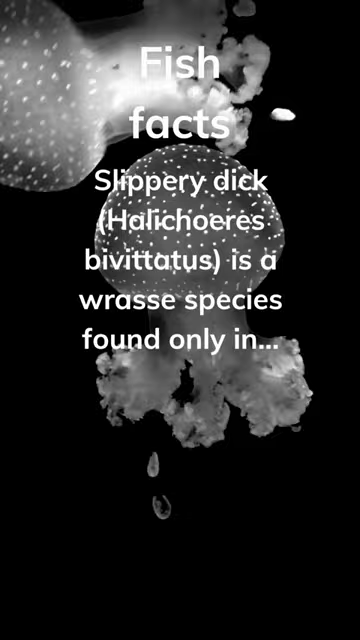 Fish
facts
Slippery dick
(Halichoeres
bivittatus) is a
wrasse species
found only in...